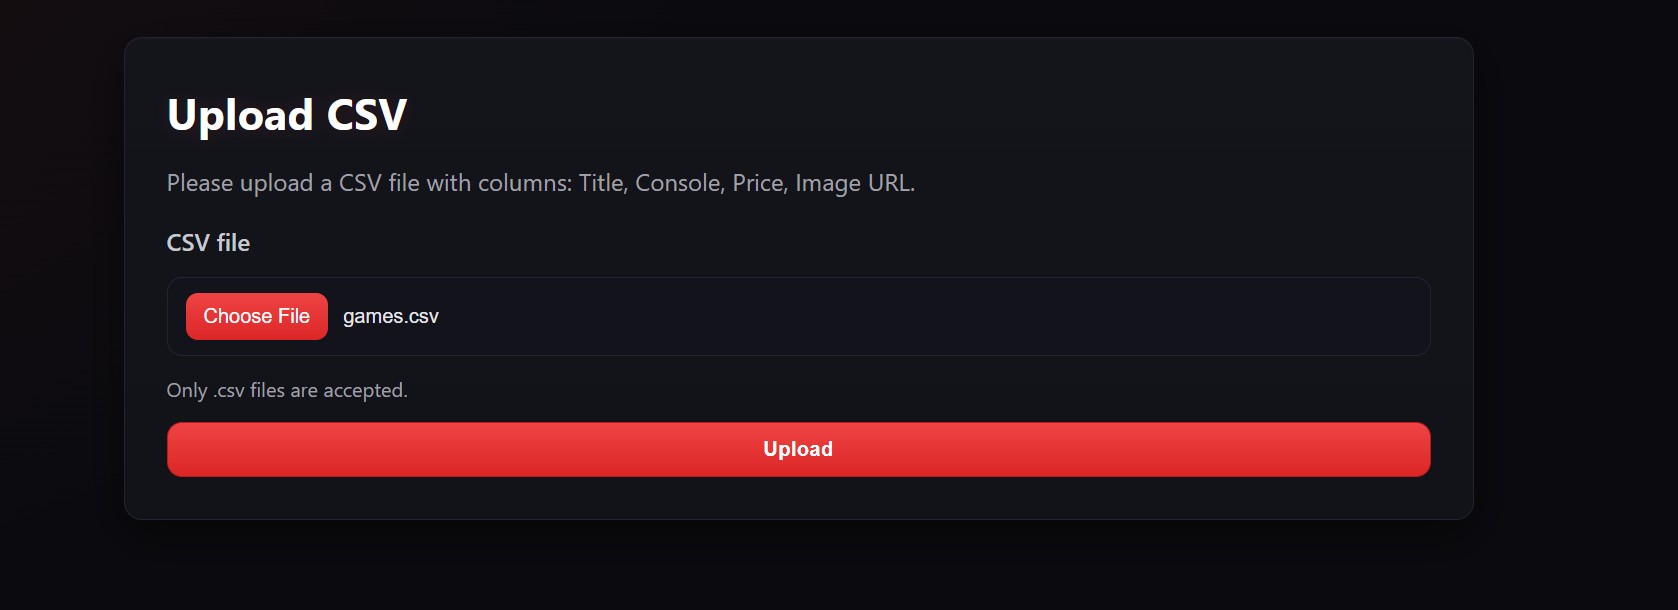 Upload CSV
Please upload a CSV file with columns: Title, Console, Price, Image URL.
CSV file
Choose File games.csv
Only .csv files are accepted.
Upload